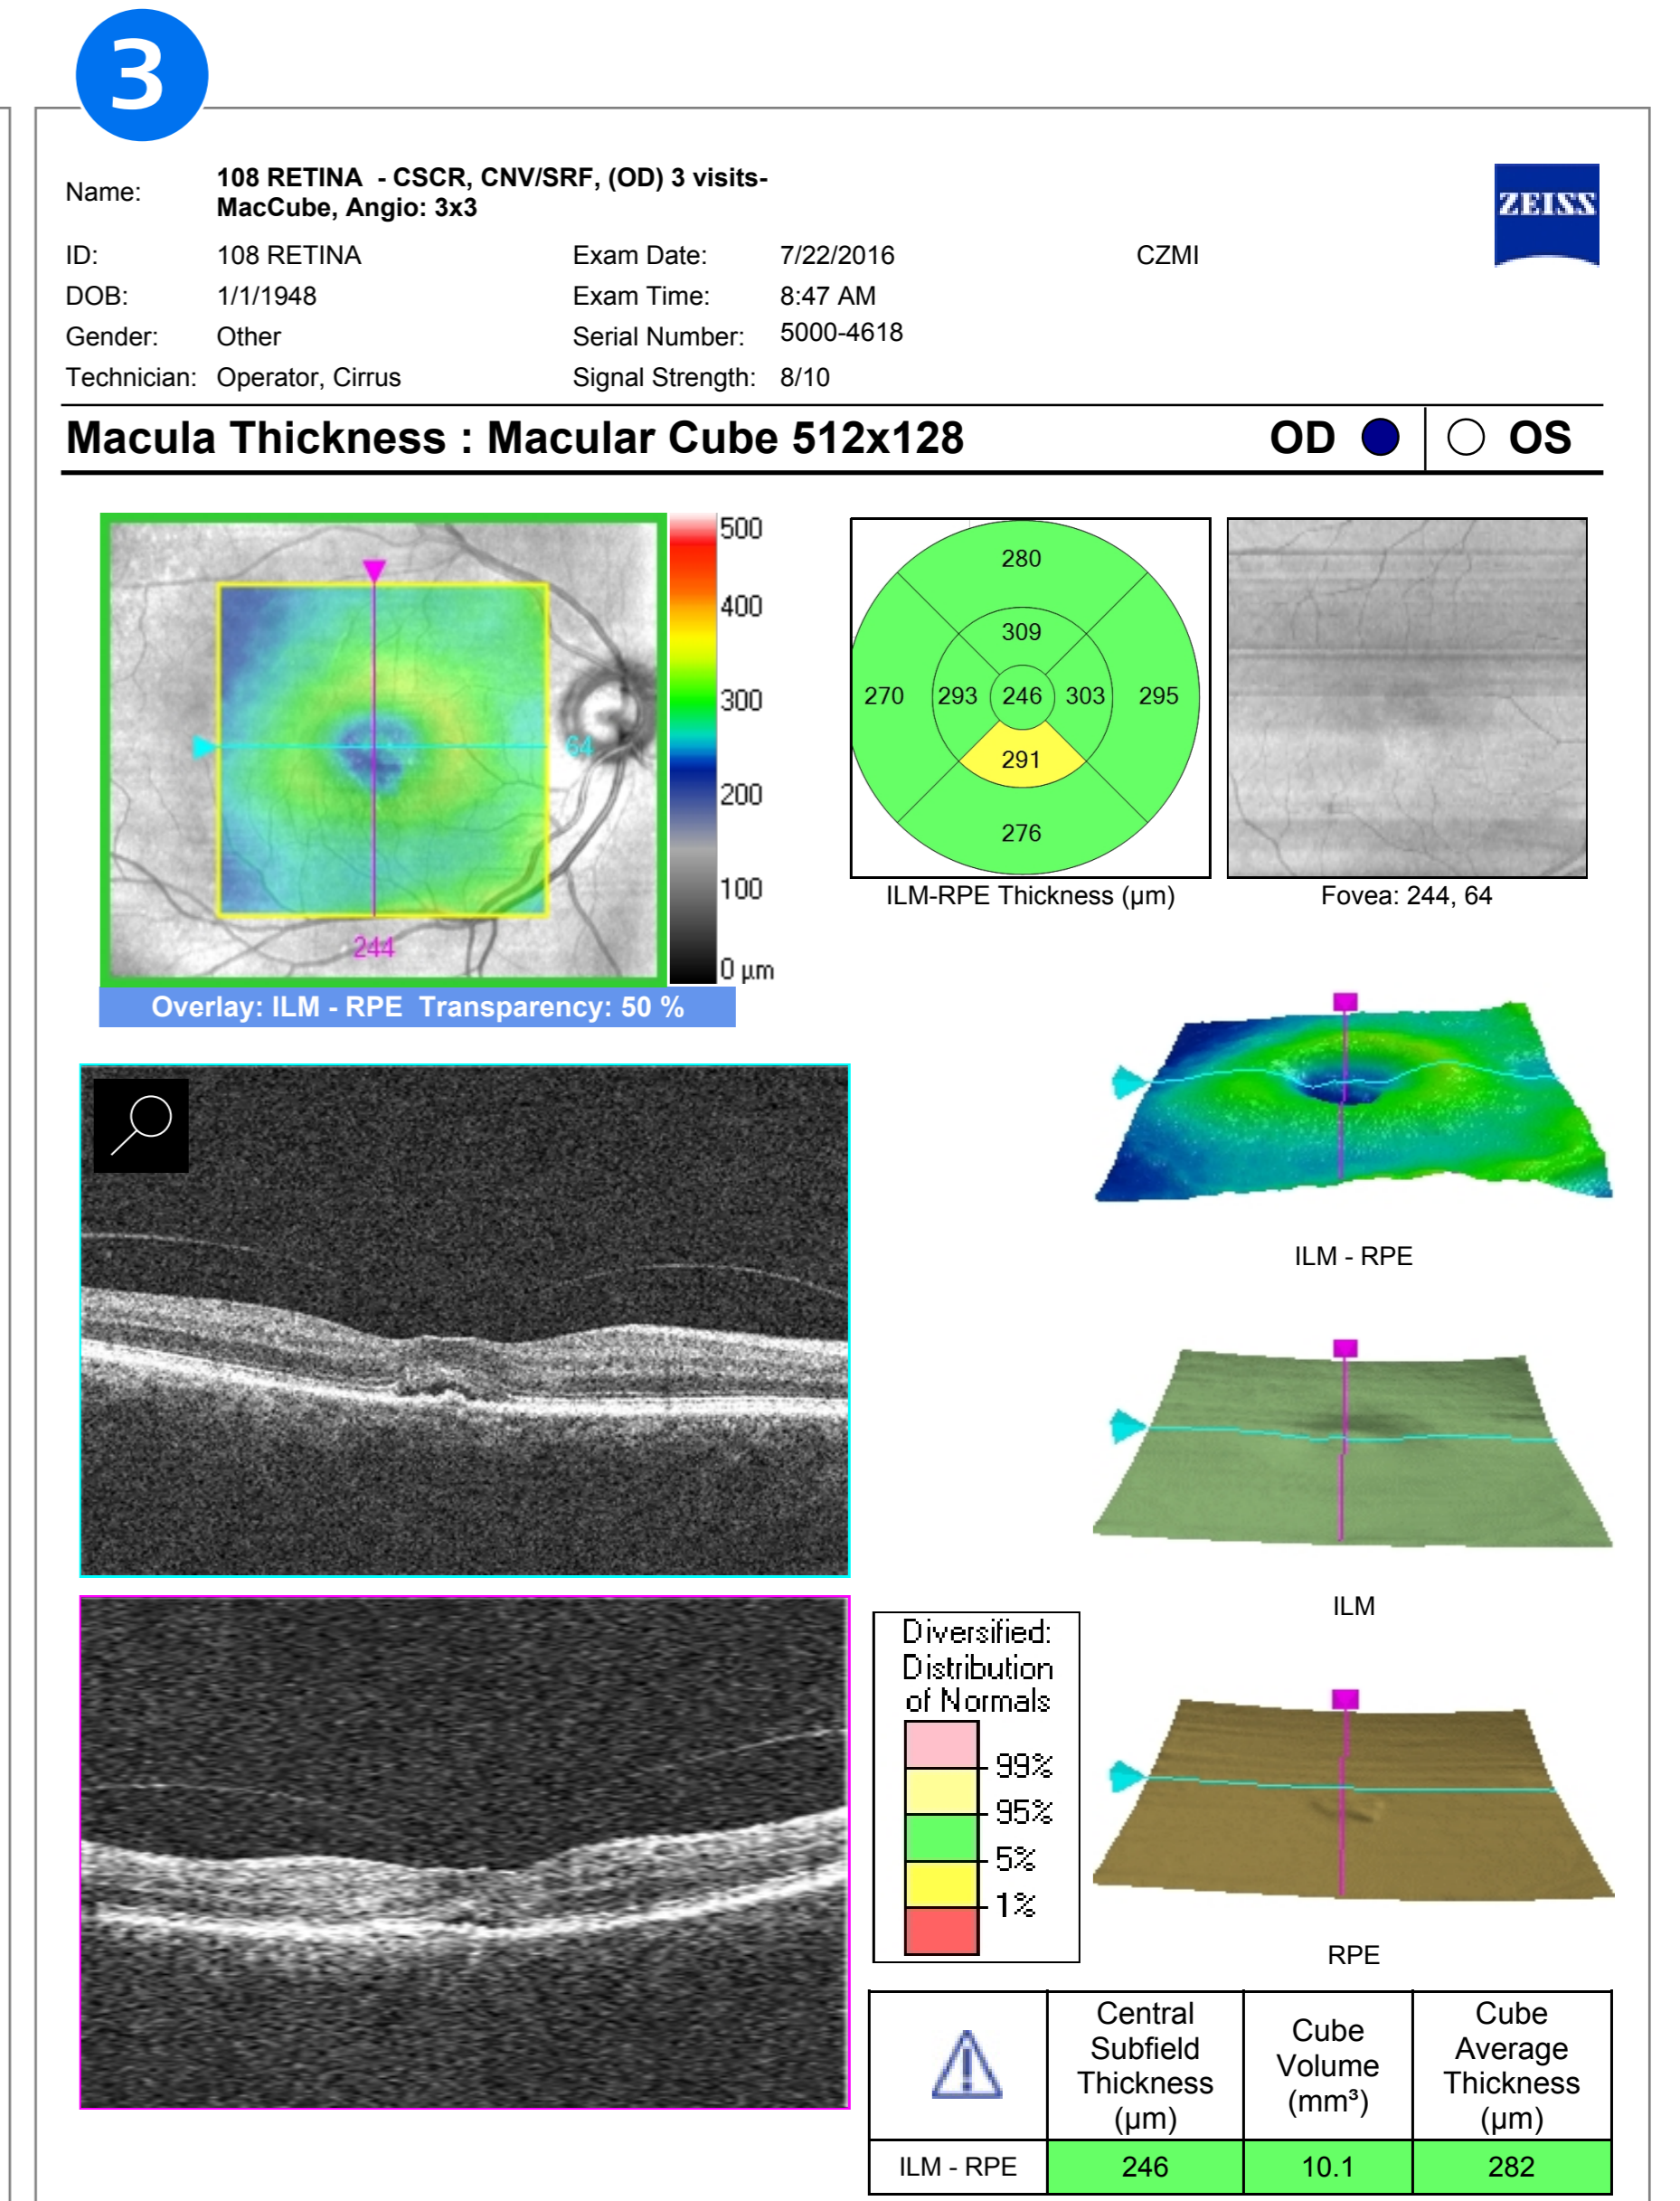 3
Name: 108 RETINA - CSCR, CNV/SRF, (OD) 3 visits-
MacCube, Angio: 3x3
ZEISS
ID: 108 RETINA Exam Date: 7/22/2016 CZMI
DOB: 1/1/1948 Exam Time: 8:47 AM
Gender: Other Serial Number: 5000-4618
Technician: Operator, Cirrus Signal Strength: 8/10
Macula Thickness : Macular Cube 512x128 OD OS
64
244
500
400
300
200
100
0 μm
Overlay: ILM - RPE Transparency: 50 %
280
309
270 293 246 303 295
291
276
ILM-RPE Thickness (μm)
Fovea: 244, 64
ILM - RPE
ILM
RPE
Diversified:
Distribution
of Normals
99%
95%
5%
1%
Central
Subfield
Thickness
(μm)
Cube
Volume
(mm³)
Cube
Average
Thickness
(μm)
ILM - RPE 246 10.1 282